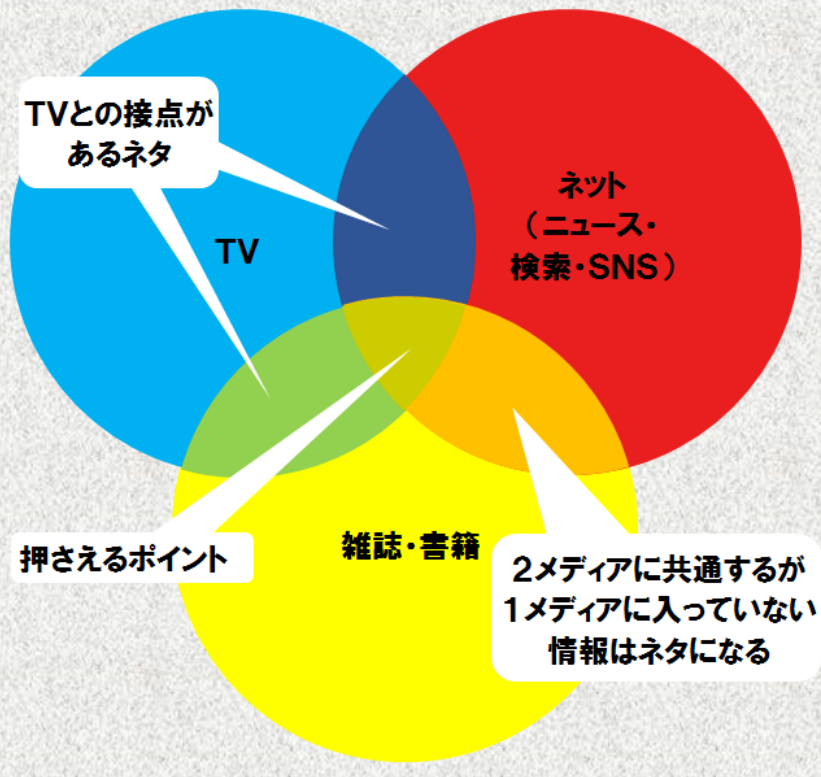 TVとの接点が
あるネタ
TV
ネット
（ニュース・
検索・SNS）
押さえるポイント
雑誌・書籍
2メディアに共通するが
1メディアに入っていない
情報はネタになる